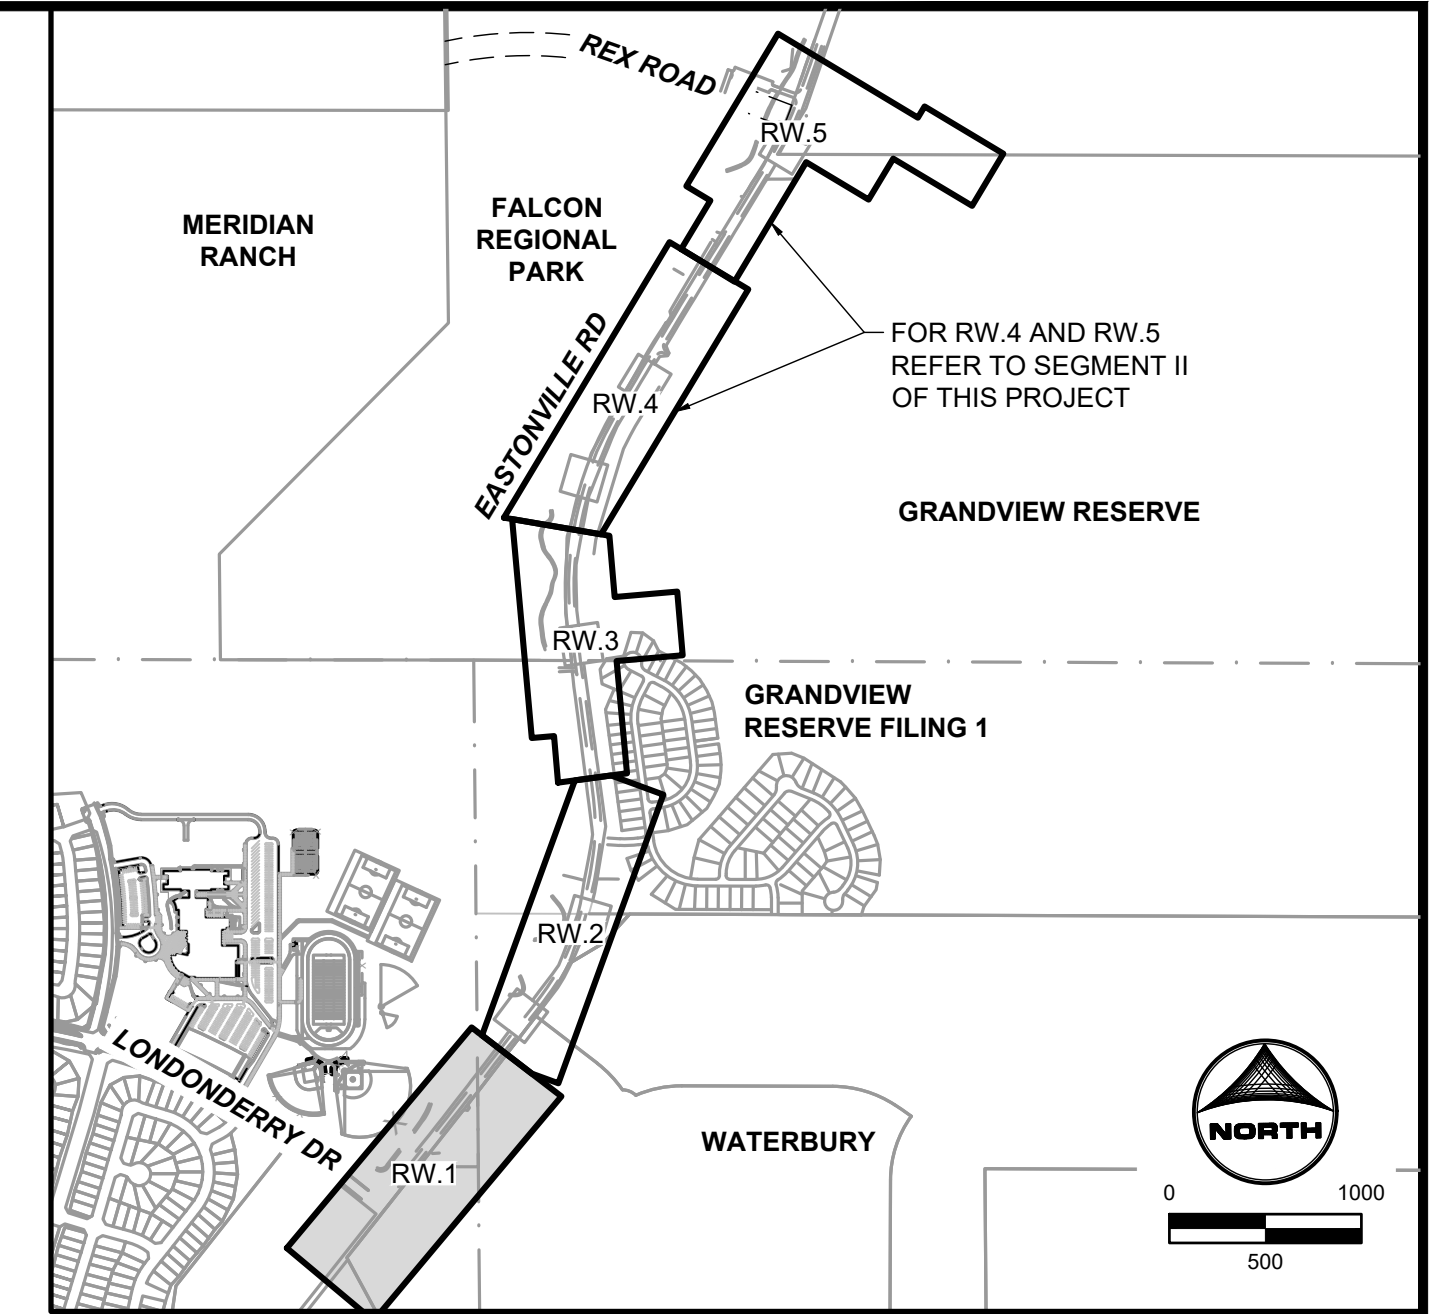 REX ROAD
RW.5
MERIDIAN
RANCH
FALCON
REGIONAL
PARK
EASTONVILLE RD
FOR RW.4 AND RW.5
REFER TO SEGMENT II
OF THIS PROJECT
RW.4
GRANDVIEW RESERVE
RW.3
GRANDVIEW
RESERVE FILING 1
RW.2
LONDONDERRY DR
WATERBURY
RW.1
NORTH
0 1000
500